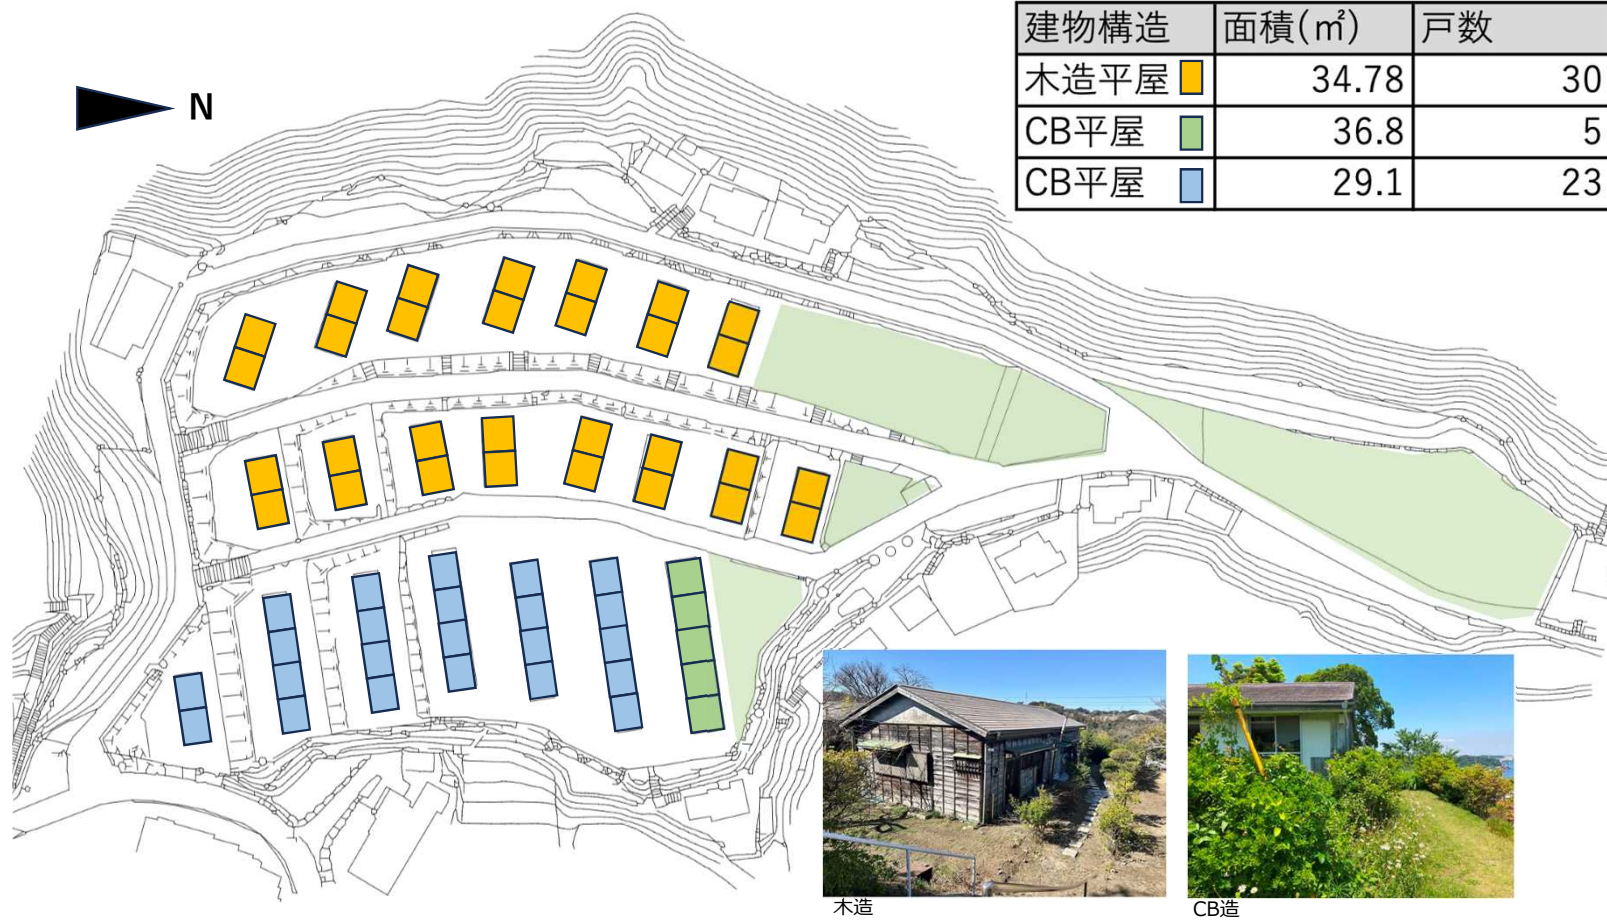 N
建物構造 面積(㎡) 戸数
木造平屋 34.78 30
CB平屋 36.8 5
CB平屋 29.1 23
木造
CB造